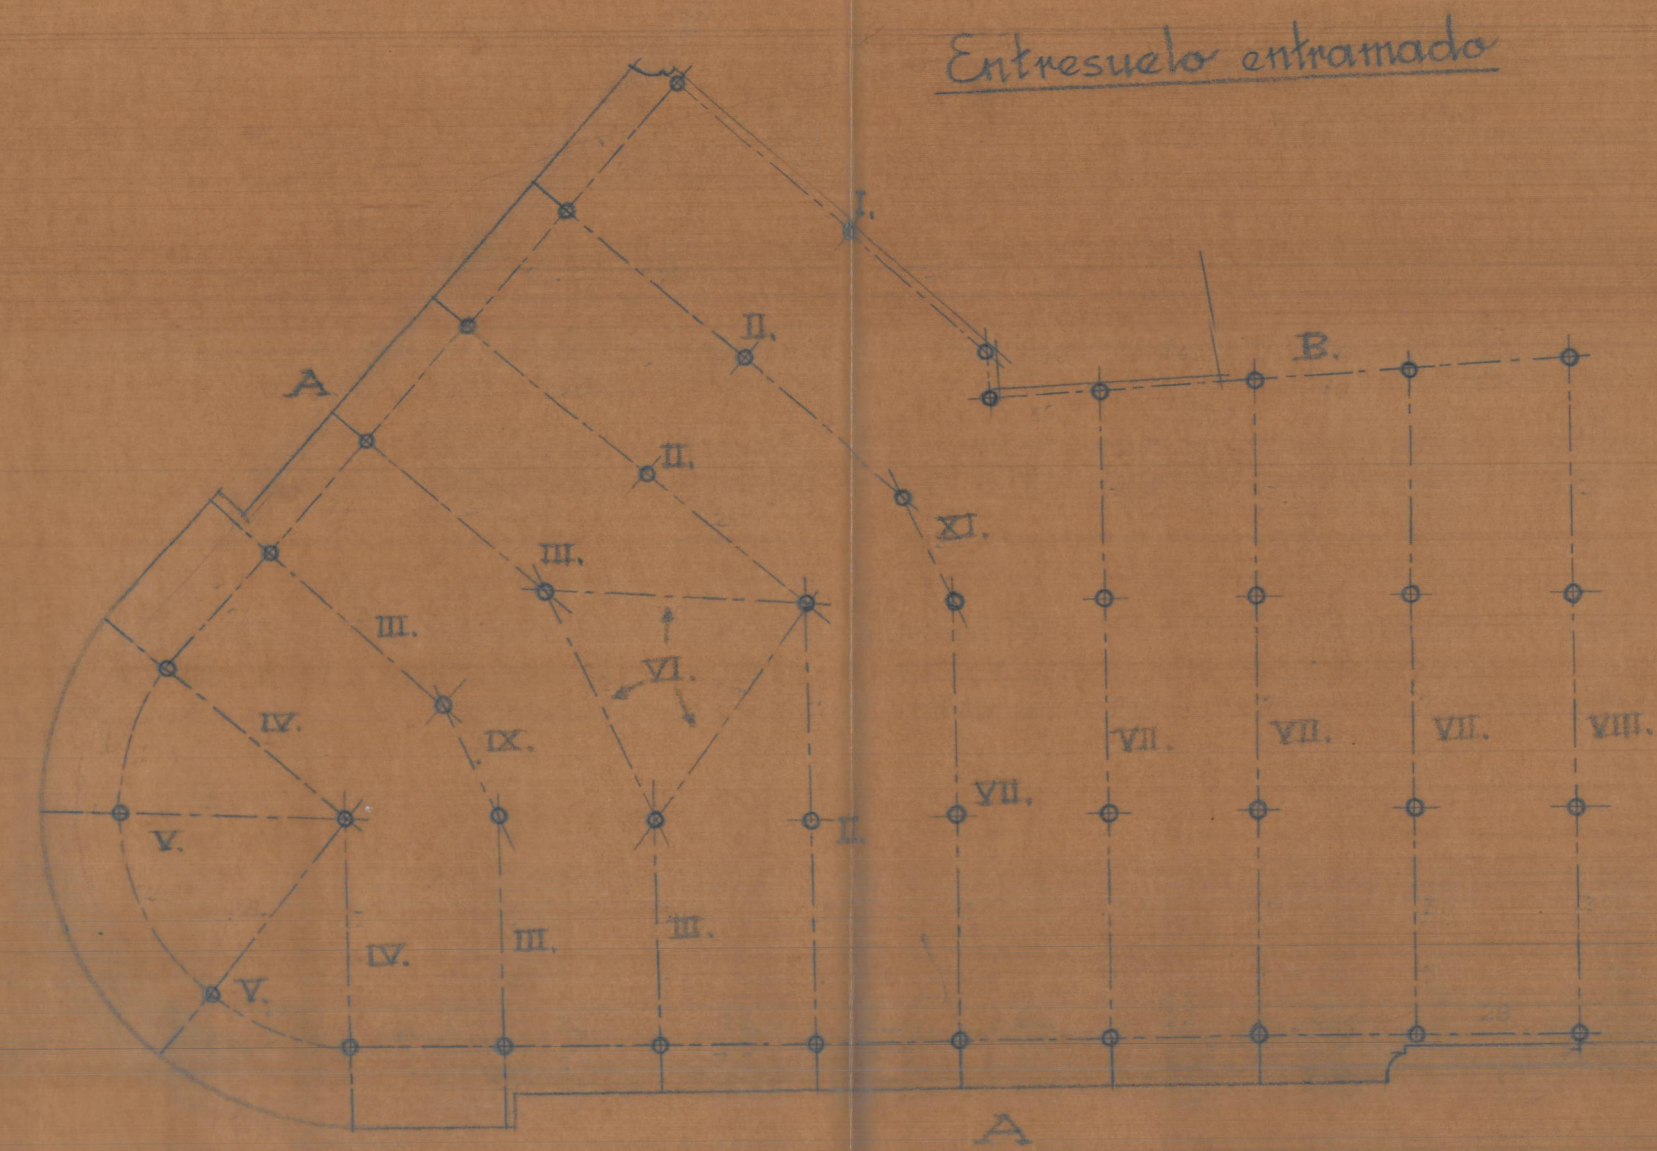 Entresuelo entramado
I.
II.
B.
A
II.
XI.
III.
III.
VI.
IV.
IX.
VII.
VII.
VII.
VIII.
VII.
V.
II.
III.
III.
IV.
V.
A